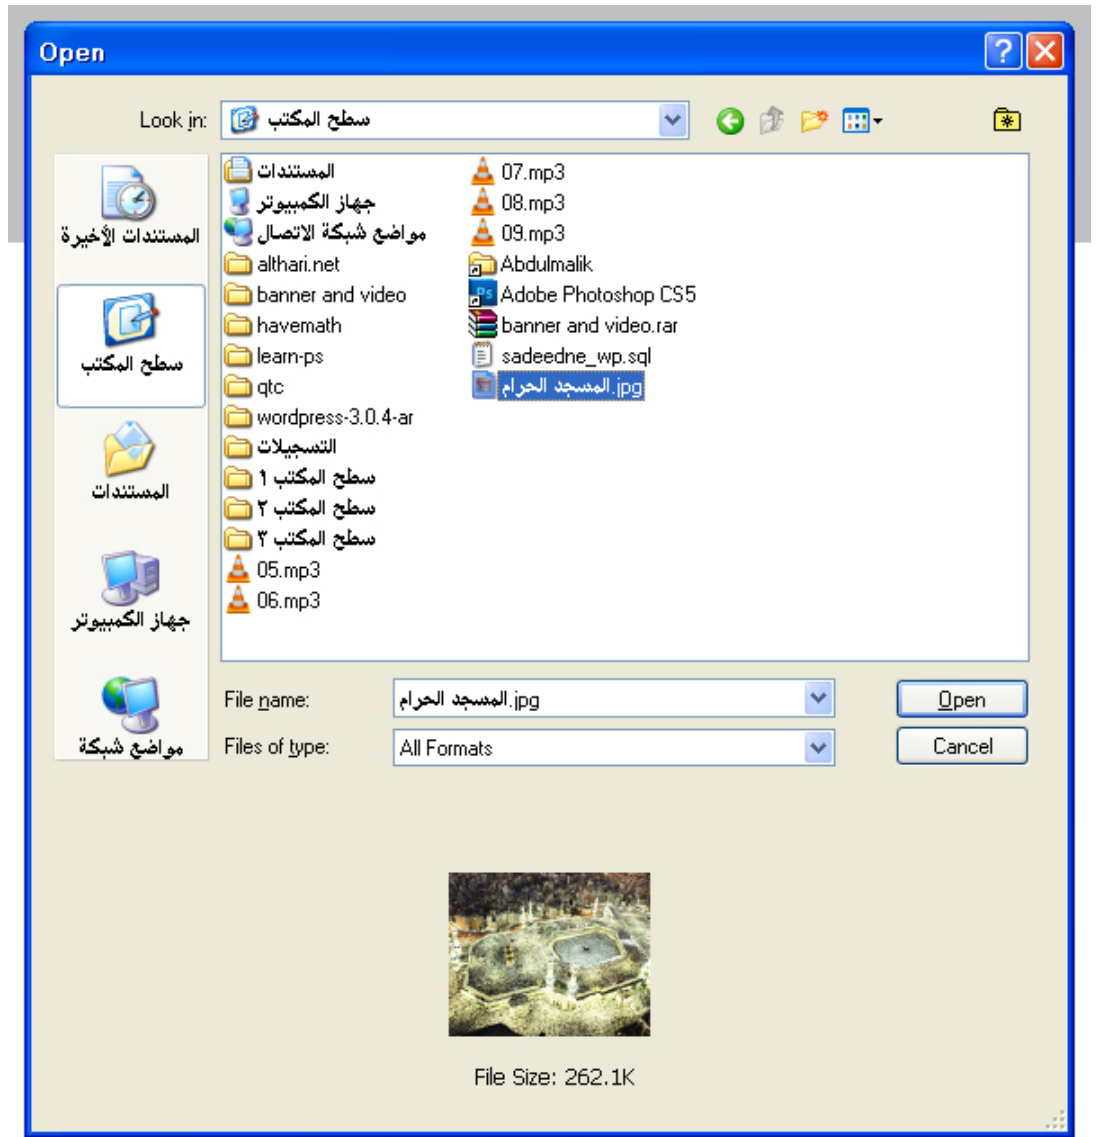 Open
Look in:
سطح المكتب
المستندات الأخيرة
سطح المكتب
المستندات
جهاز الكمبيوتر
مواضع شبكة
المستندات
جهاز الكمبيوتر
مواضع شبكة الاتصال
althari.net
banner and video
havemath
learn-ps
qtc
wordpress-3.0.4-ar
التسجيلات
سطح المكتب ١
سطح المكتب ٢
سطح المكتب ٣
05.mp3
06.mp3
07.mp3
08.mp3
09.mp3
Abdulmalik
Adobe Photoshop CS5
banner and video.rar
sadeedne_wp.sql
المسجد الحرام.jpg
File name:
المسجد الحرام.jpg
Open
Files of type:
All Formats
Cancel
File Size: 262.1K